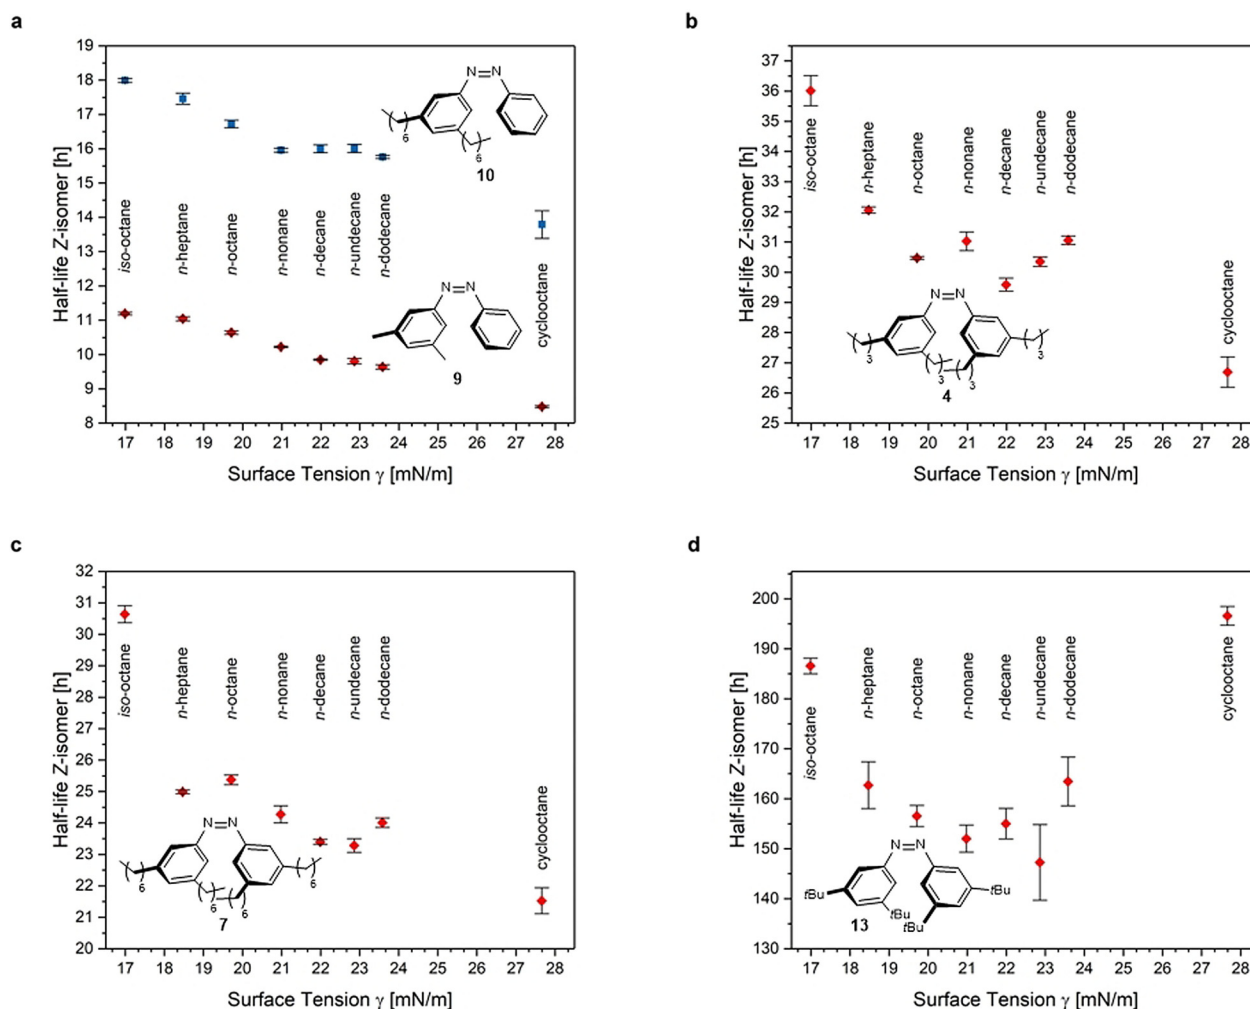 a
19
18
17
16
15
14
13
12
11
10
9
8
Half-life Z-isomer [h]
iso-octane
n-heptane
n-octane
n-nonane
n-decane
n-undecane
n-dodecane
cyclooctane
N=N
6
6
10
N=N
9
17 18 19 20 21 22 23 24 25 26 27 28
Surface Tension γ [mN/m]
b
37
36
35
34
33
32
31
30
29
28
27
26
25
Half-life Z-isomer [h]
iso-octane
n-heptane
n-octane
n-nonane
n-decane
n-undecane
n-dodecane
cyclooctane
N=N
3
3
3
3
4
17 18 19 20 21 22 23 24 25 26 27 28
Surface Tension γ [mN/m]
c
32
31
30
29
28
27
26
25
24
23
22
21
20
Half-life Z-isomer [h]
iso-octane
n-heptane
n-octane
n-nonane
n-decane
n-undecane
n-dodecane
cyclooctane
N=N
6
6
6
6
7
17 18 19 20 21 22 23 24 25 26 27 28
Surface Tension γ [mN/m]
d
200
190
180
170
160
150
140
130
Half-life Z-isomer [h]
iso-octane
n-heptane
n-octane
n-nonane
n-decane
n-undecane
n-dodecane
cyclooctane
N=N
tBu
tBu
tBu
tBu
13
17 18 19 20 21 22 23 24 25 26 27 28
Surface Tension γ [mN/m]